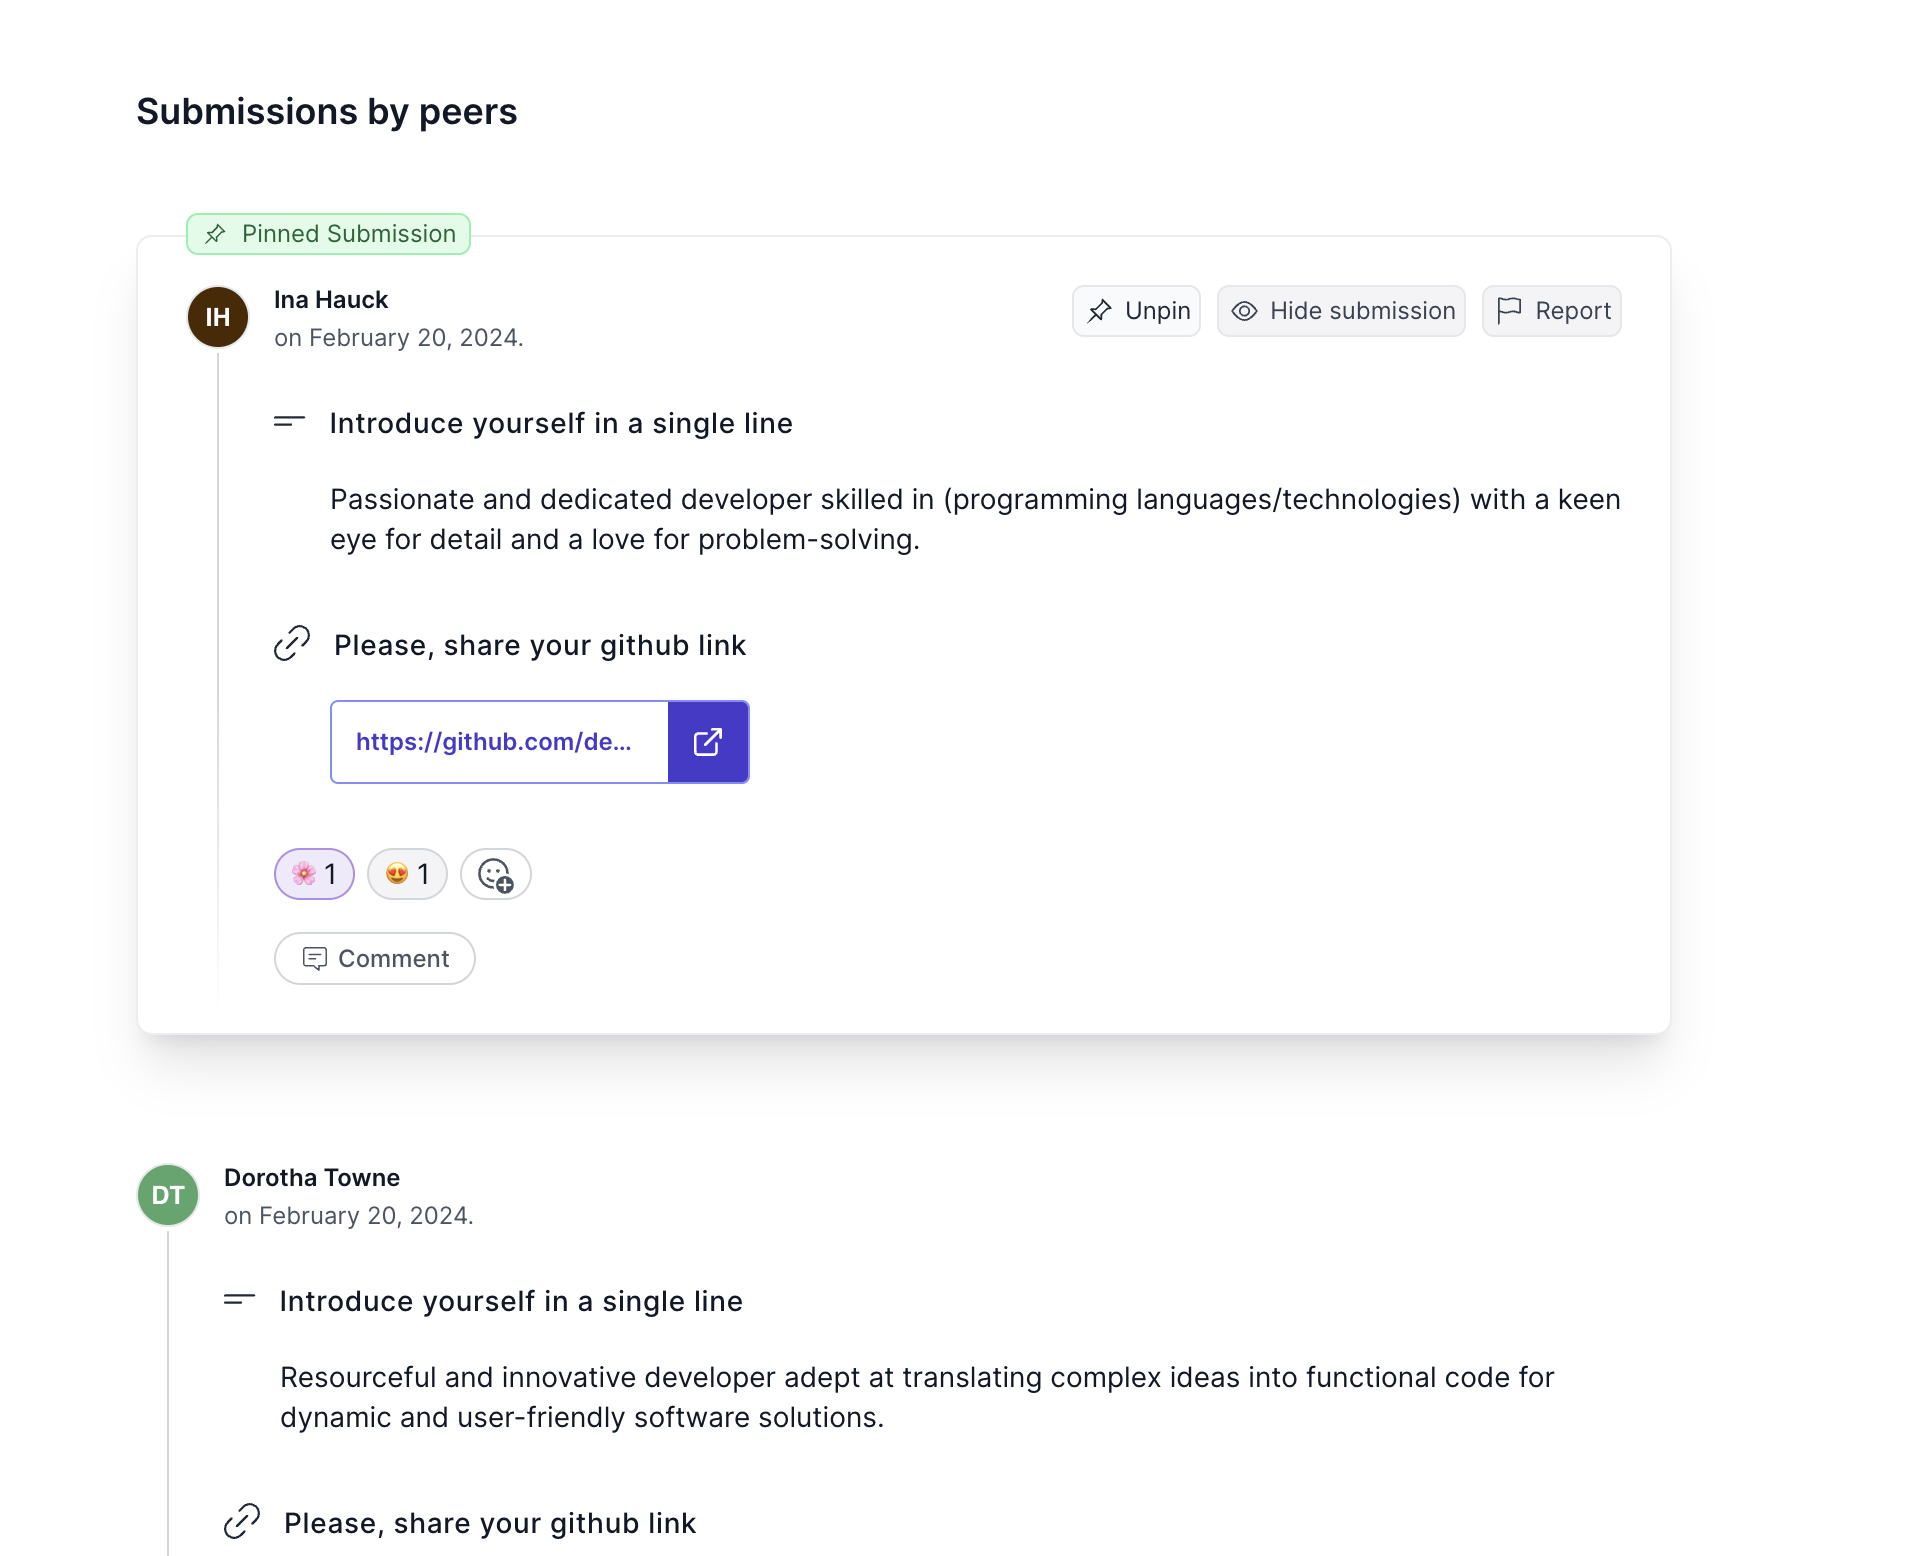 Submissions by peers
Pinned Submission
IH
Ina Hauck
on February 20, 2024.
Unpin
Hide submission
Report
Introduce yourself in a single line
Passionate and dedicated developer skilled in (programming languages/technologies) with a keen
eye for detail and a love for problem-solving.
Please, share your github link
https://github.com/de...
🌸 1
😍 1
Comment
DT
Dorotha Towne
on February 20, 2024.
Introduce yourself in a single line
Resourceful and innovative developer adept at translating complex ideas into functional code for
dynamic and user-friendly software solutions.
Please, share your github link